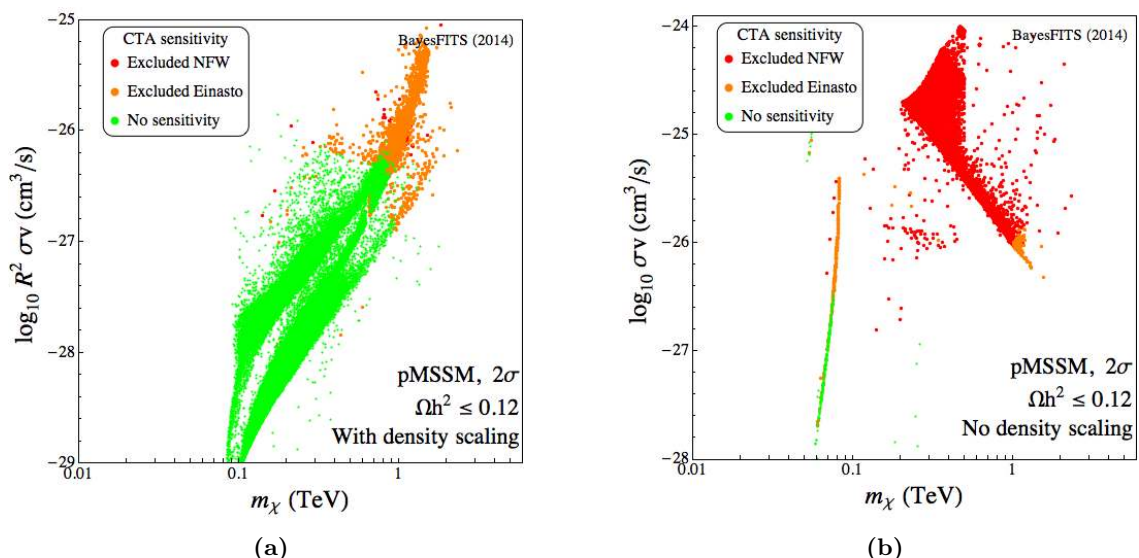 CTA sensitivity
Excluded NFW
Excluded Einasto
No sensitivity
BayesFITS (2014)
−25
−26
−27
−28
−29
log₁₀ R² σv (cm³/s)
pMSSM, 2σ
Ωh² ≤ 0.12
With density scaling
0.01
0.1
1
mχ (TeV)
(a)
CTA sensitivity
Excluded NFW
Excluded Einasto
No sensitivity
BayesFITS (2014)
−24
−25
−26
−27
−28
log₁₀ σv (cm³/s)
pMSSM, 2σ
Ωh² ≤ 0.12
No density scaling
0.01
0.1
1
mχ (TeV)
(b)